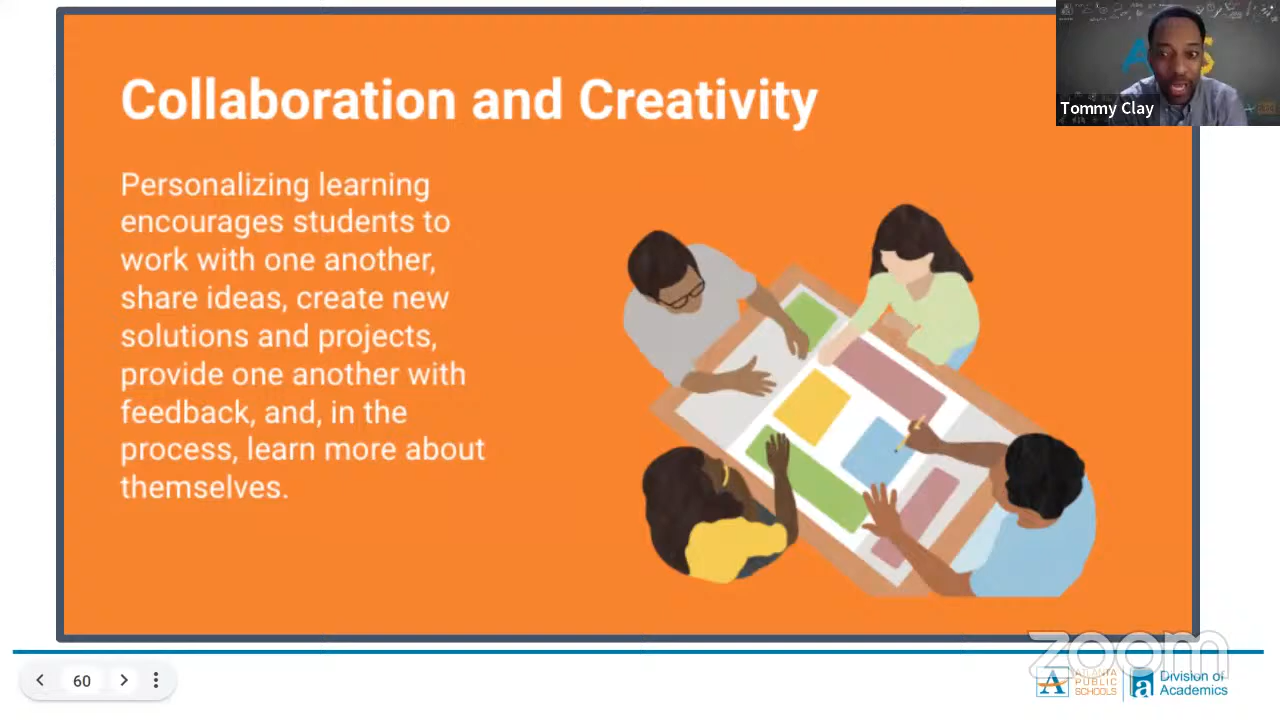 Collaboration and Creativity
Personalizing learning
encourages students to
work with one another,
share ideas, create new
solutions and projects,
provide one another with
feedback, and, in the
process, learn more about
themselves.
Tommy Clay
60
zoom
ATLANTA
PUBLIC
SCHOOLS
Division of
Academics